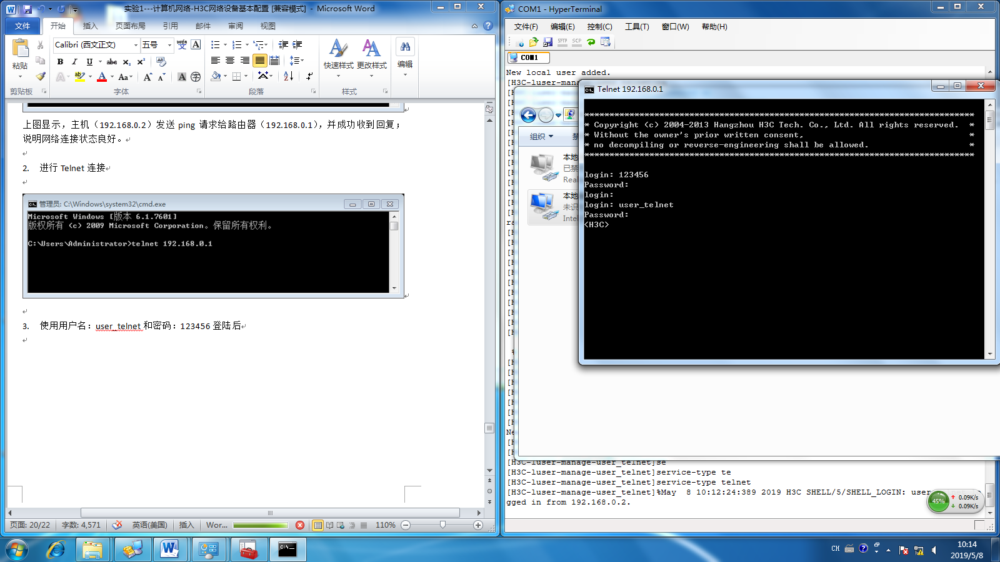 实验1---计算机网络-H3C网络设备基本配置 [兼容模式] - Microsoft Word
文件 开始 插入 页面布局 引用 邮件 审阅 视图
Calibri (西文正文) 五号
粘贴
快速样式 更改样式 编辑
剪贴板 字体 段落 样式
上图显示，主机（192.168.0.2）发送 ping 请求给路由器（192.168.0.1），并成功收到回复；
说明网络连接状态良好。
2. 进行 Telnet 连接
管理员: C:\Windows\system32\cmd.exe
Microsoft Windows [版本 6.1.7601]
版权所有 (c) 2009 Microsoft Corporation。保留所有权利。
C:\Users\Administrator>telnet 192.168.0.1
3. 使用用户名：user_telnet 和密码：123456 登陆后
页面: 20/22 字数: 4,571 英语(美国) 插入 Wor... 110%
COM1 - HyperTerminal
文件(F) 编辑(E) 控制(C) 工具(T) 窗口(W) 帮助(H)
SFTP SCP
COM1
New local user added.
[H3C-luser-mana
组织
本地
已禁
Real
本地
未识
Inte
Telnet 192.168.0.1
********************************************************************************
* Copyright (c) 2004-2013 Hangzhou H3C Tech. Co., Ltd. All rights reserved. *
* Without the owner's prior written consent, *
* no decompiling or reverse-engineering shall be allowed. *
********************************************************************************
login: 123456
Password:
login:
login: user_telnet
Password:
<H3C>
[H3C-luser-manage-user_telnet]se
[H3C-luser-manage-user_telnet]service-type te
[H3C-luser-manage-user_telnet]service-type telnet
[H3C-luser-manage-user_telnet]%May  8 10:12:24:389 2019 H3C SHELL/5/SHELL_LOGIN: user
gged in from 192.168.0.2.
45% 0.09K/s
0.09K/s
CH
10:14
2019/5/8